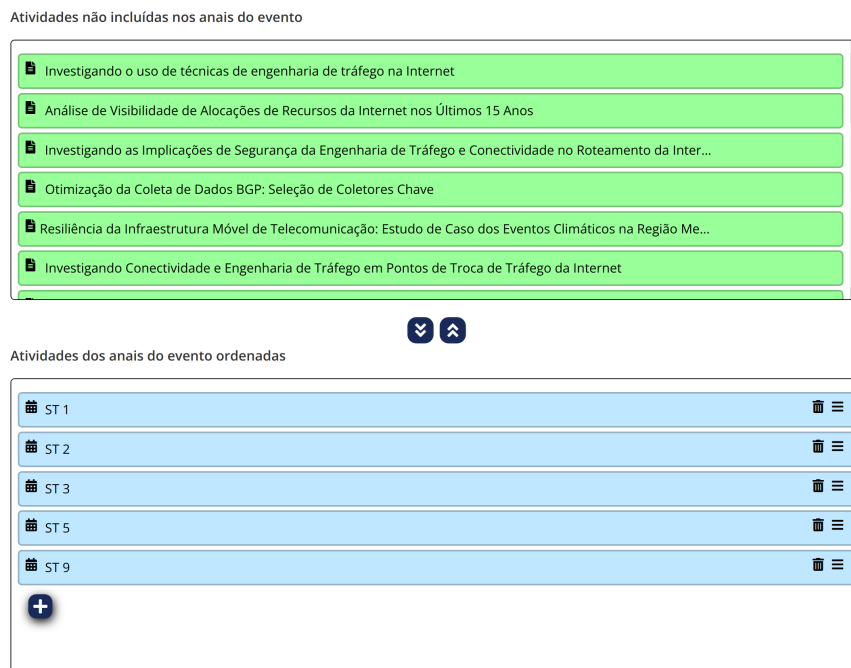 Atividades não incluídas nos anais do evento
Investigando o uso de técnicas de engenharia de tráfego na Internet
Análise de Visibilidade de Alocações de Recursos da Internet nos Últimos 15 Anos
Investigando as Implicações de Segurança da Engenharia de Tráfego e Conectividade no Roteamento da Inter...
Otimização da Coleta de Dados BGP: Seleção de Coletores Chave
Resiliência da Infraestrutura Móvel de Telecomunicação: Estudo de Caso dos Eventos Climáticos na Região Me...
Investigando Conectividade e Engenharia de Tráfego em Pontos de Troca de Tráfego da Internet
Atividades dos anais do evento ordenadas
ST 1
ST 2
ST 3
ST 5
ST 9